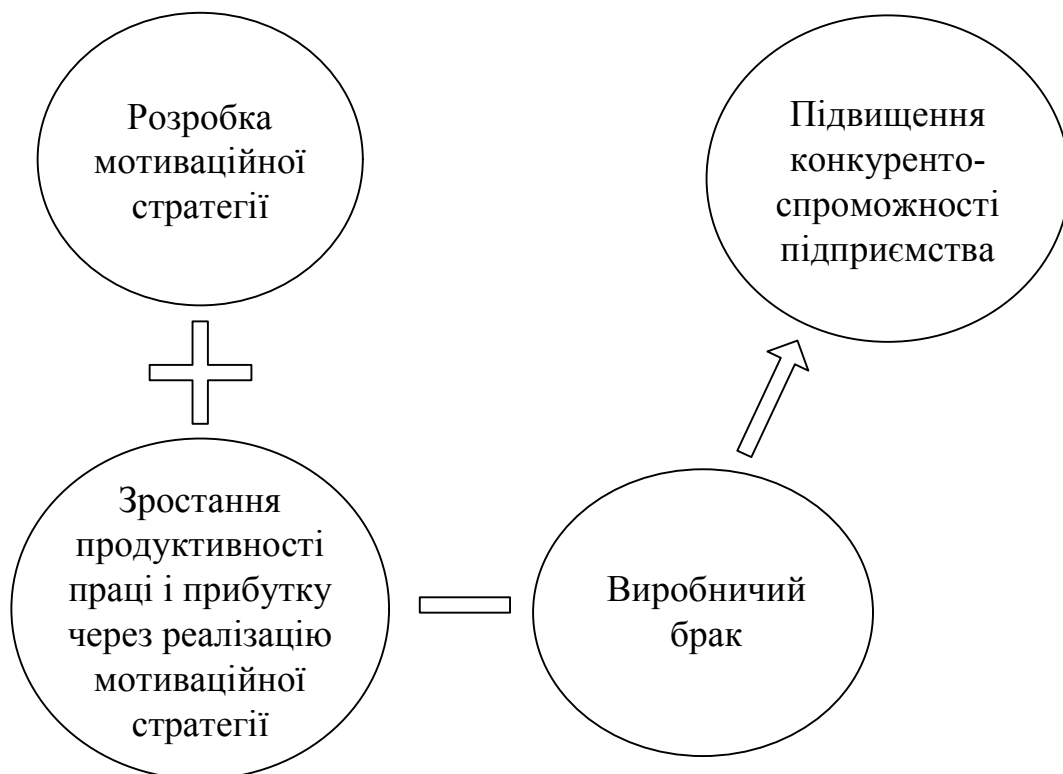 Розробка
мотиваційної
стратегії
Підвищення
конкуренто-
спроможності
підприємства
Зростання
продуктивності
праці і прибутку
через реалізацію
мотиваційної
стратегії
Виробничий
брак